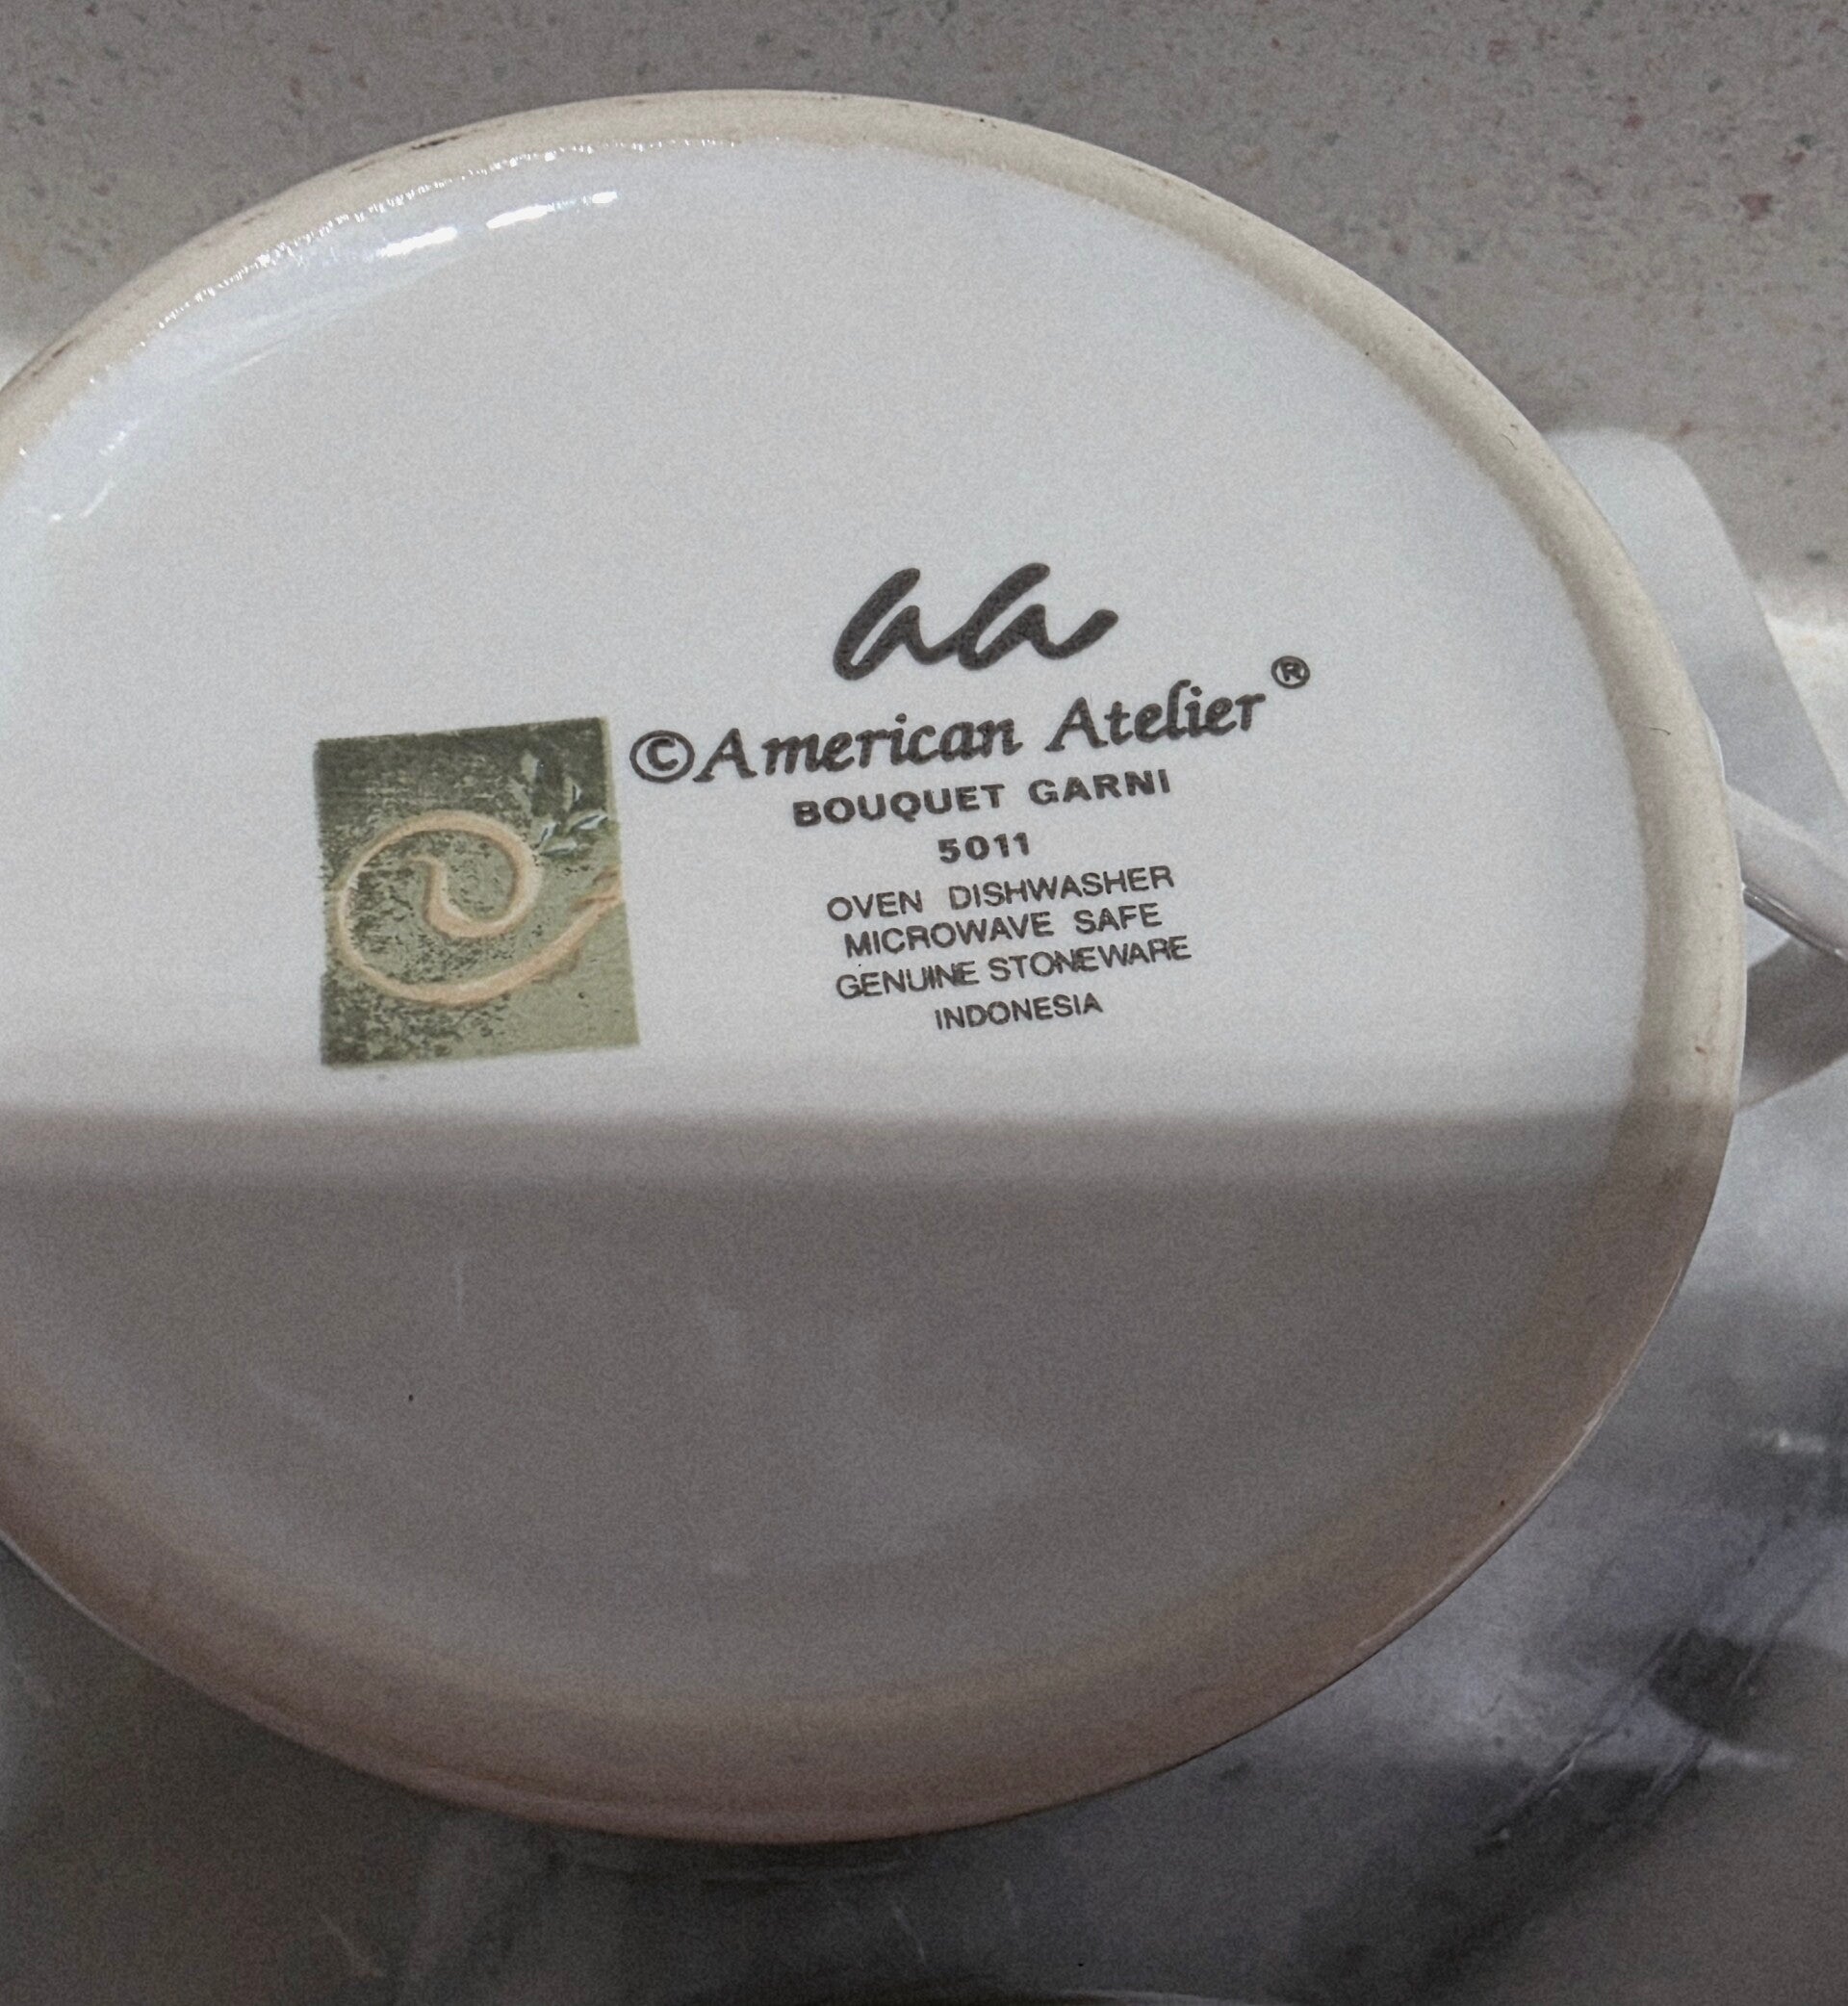 aa
©American Atelier®
BOUQUET GARNI
5011
OVEN DISHWASHER
MICROWAVE SAFE
GENUINE STONEWARE
INDONESIA